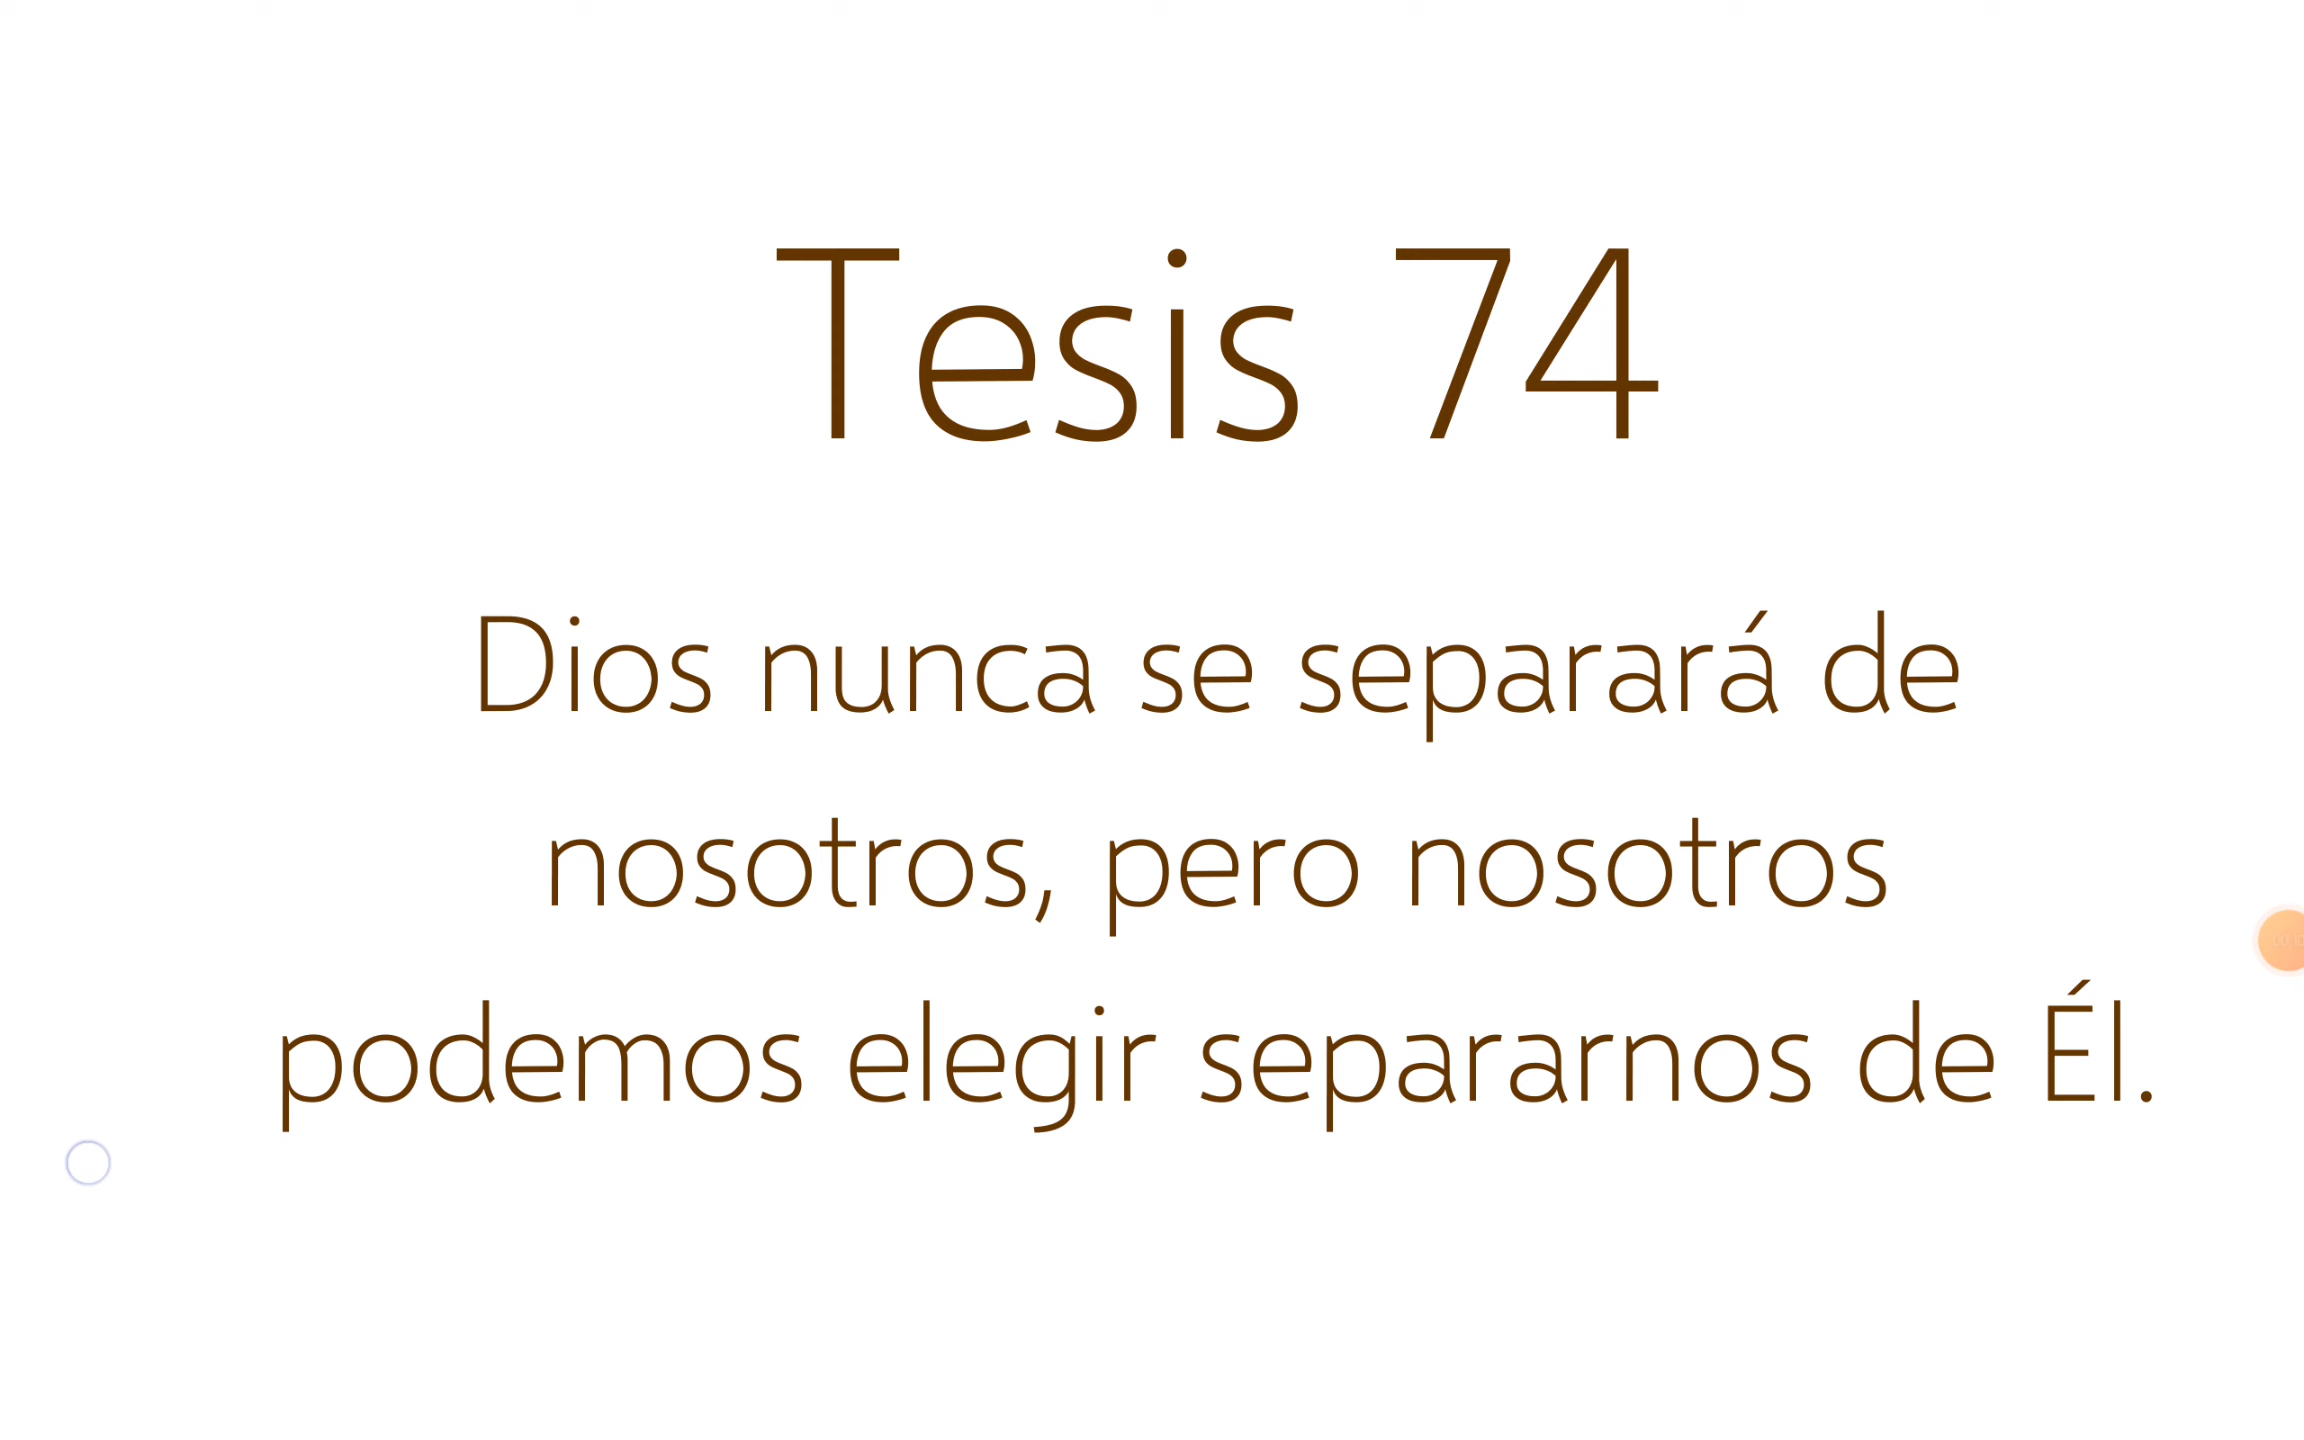 Tesis 74
Dios nunca se separará de
nosotros, pero nosotros
podemos elegir separarnos de Él.